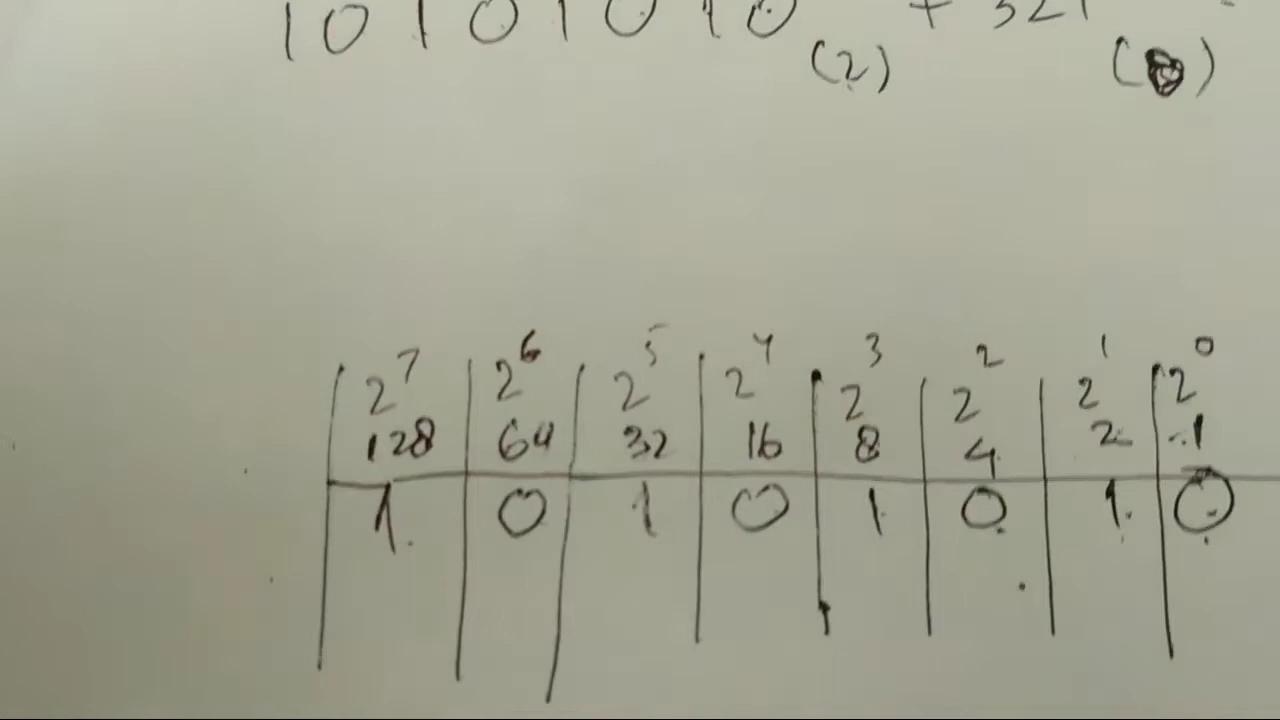 10101010 (2) + 321 ( )
2^7 2^6 2^5 2^4 2^3 2^2 2^1 2^0
128 64 32 16 8 4 2 1
1 0 1 0 1 0 1 0